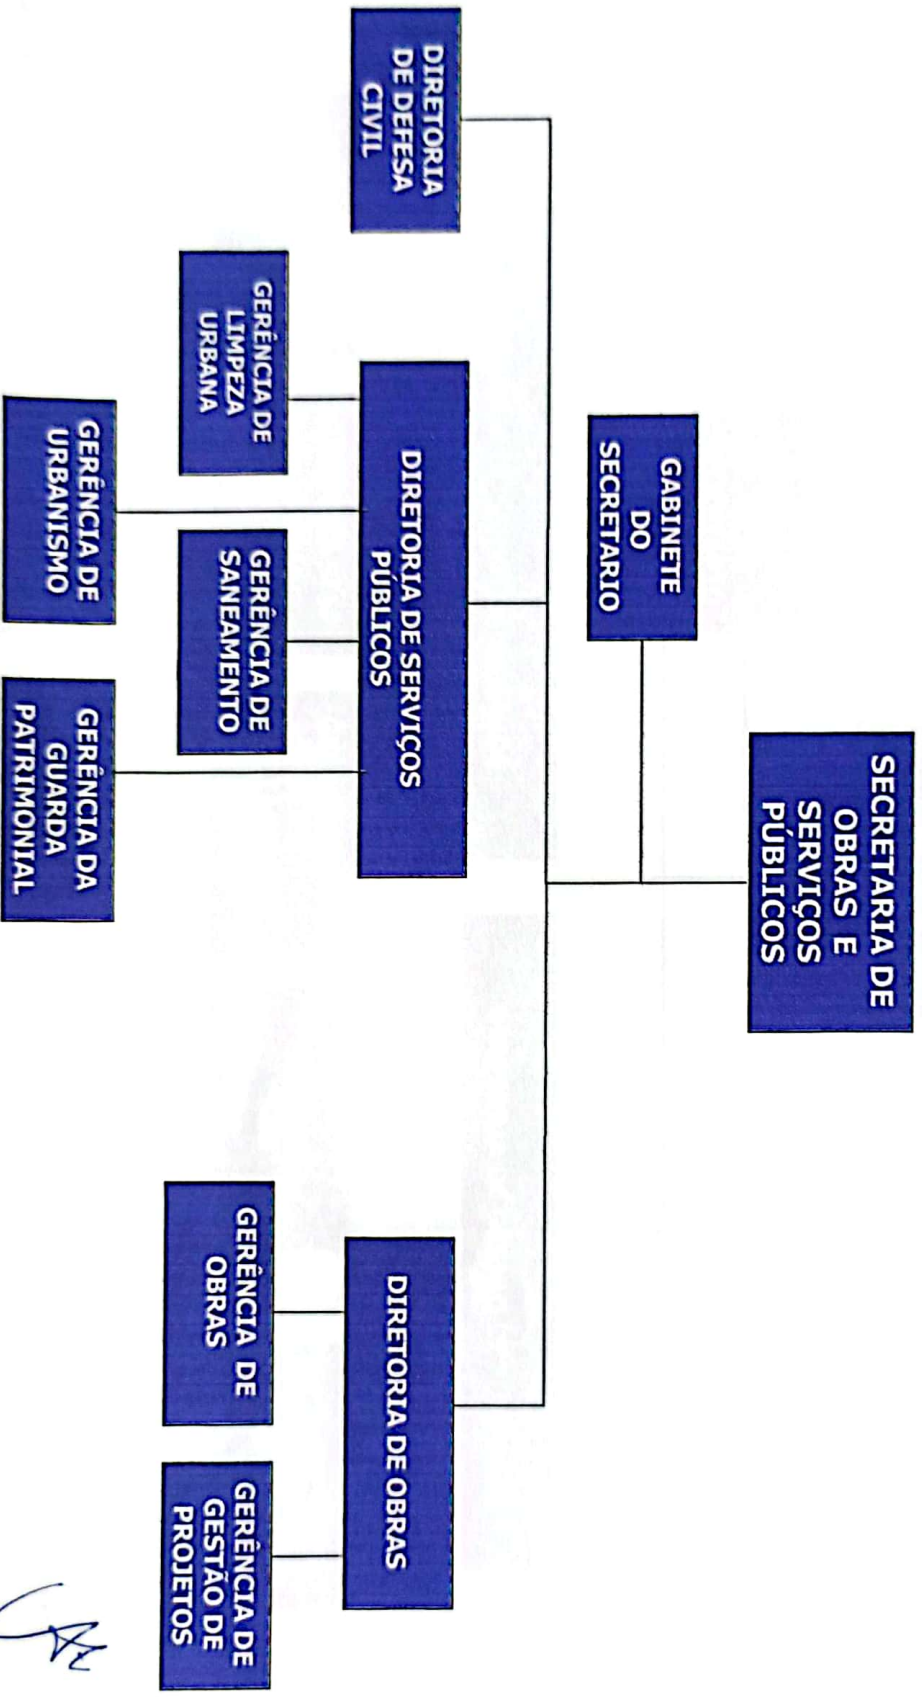 SECRETARIA DE
OBRAS E
SERVIÇOS
PÚBLICOS
GABINETE
DO
SECRETARIO
DIRETORIA
DE DEFESA
CIVIL
DIRETORIA DE SERVIÇOS
PÚBLICOS
DIRETORIA DE OBRAS
GERÊNCIA DE
LIMPEZA
URBANA
GERÊNCIA DE
SANEAMENTO
GERÊNCIA DE
OBRAS
GERÊNCIA DE
GESTÃO DE
PROJETOS
GERÊNCIA DE
URBANISMO
GERÊNCIA DA
GUARDA
PATRIMONIAL